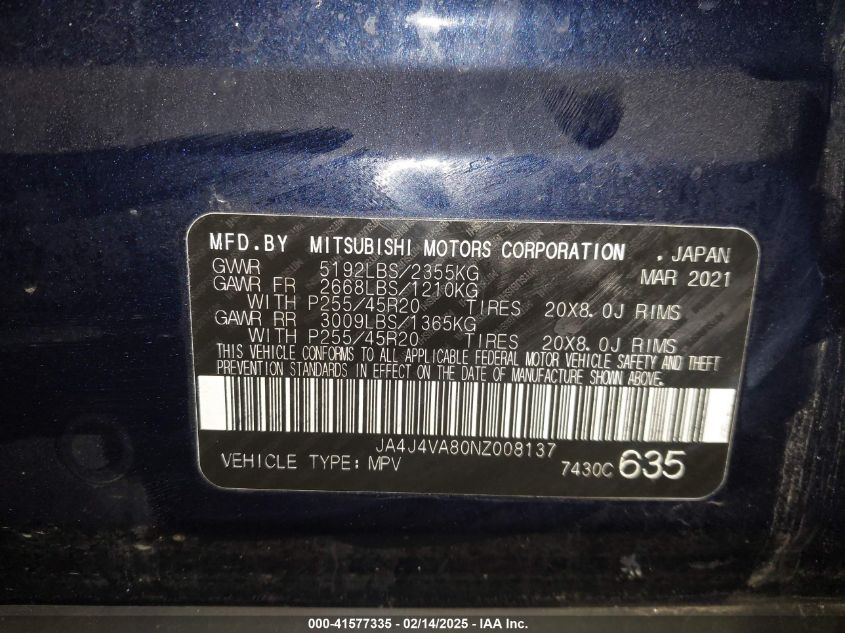 MFD.BY MITSUBISHI MOTORS CORPORATION . JAPAN
GVWR 5192LBS/2355KG MAR 2021
GAWR FR 2668LBS/1210KG
WITH P255/45R20 TIRES 20X8.0J RIMS
GAWR RR 3009LBS/1365KG
WITH P255/45R20 TIRES 20X8.0J RIMS
THIS VEHICLE CONFORMS TO ALL APPLICABLE FEDERAL MOTOR VEHICLE SAFETY AND THEFT
PREVENTION STANDARDS IN EFFECT ON THE DATE OF MANUFACTURE SHOWN ABOVE.
JA4J4VA80NZ008137
VEHICLE TYPE:MPV 7430C 635
000-41577335 - 02/14/2025 - IAA Inc.